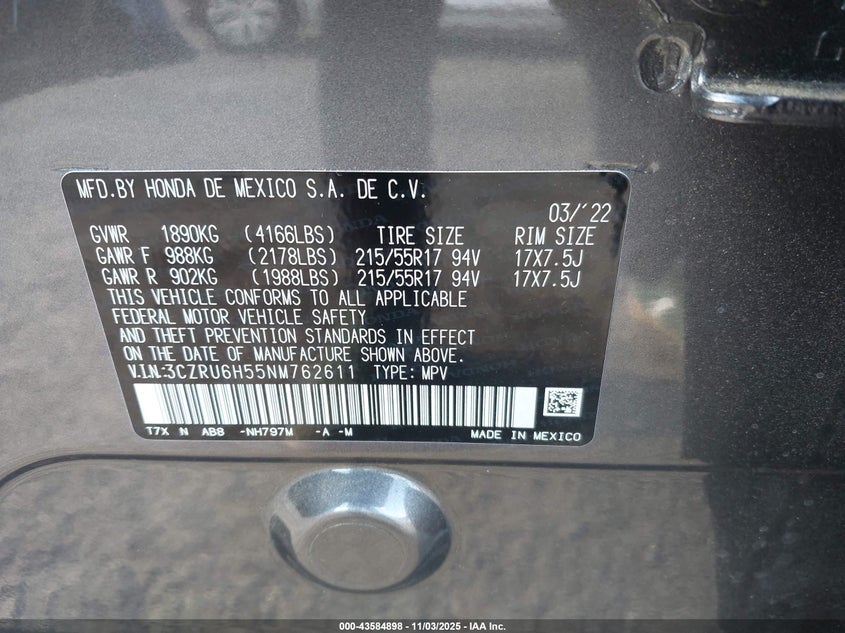 MFD.BY HONDA DE MEXICO S.A. DE C.V.
03/'22
GVWR 1890KG (4166LBS) TIRE SIZE RIM SIZE
GAWR F 988KG (2178LBS) 215/55R17 94V 17X7.5J
GAWR R 902KG (1988LBS) 215/55R17 94V 17X7.5J
THIS VEHICLE CONFORMS TO ALL APPLICABLE
FEDERAL MOTOR VEHICLE SAFETY
AND THEFT PREVENTION STANDARDS IN EFFECT
ON THE DATE OF MANUFACTURE SHOWN ABOVE.
V.I.N:3CZRU6H55NM762611 TYPE: MPV
T7X N AB8 -NH797M -A -M
MADE IN MEXICO
000-43584898 - 11/03/2025 - IAA Inc.